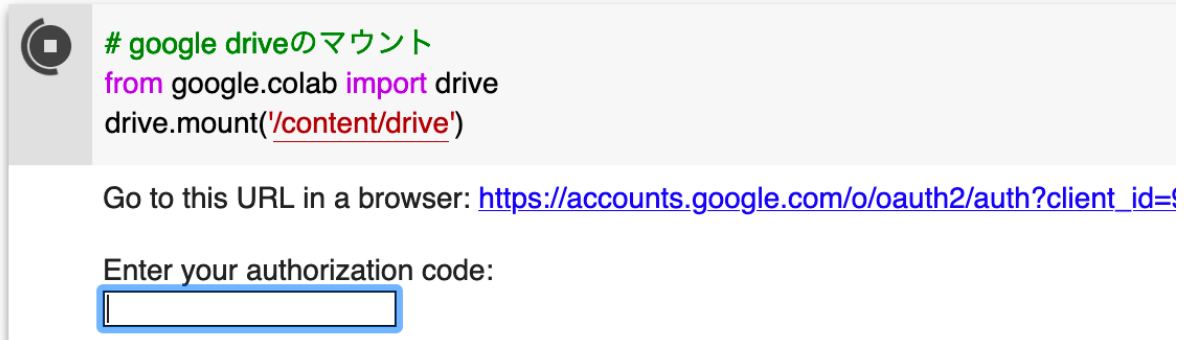 # google driveのマウント
from google.colab import drive
drive.mount('/content/drive')
Go to this URL in a browser: https://accounts.google.com/o/oauth2/auth?client_id=
Enter your authorization code: